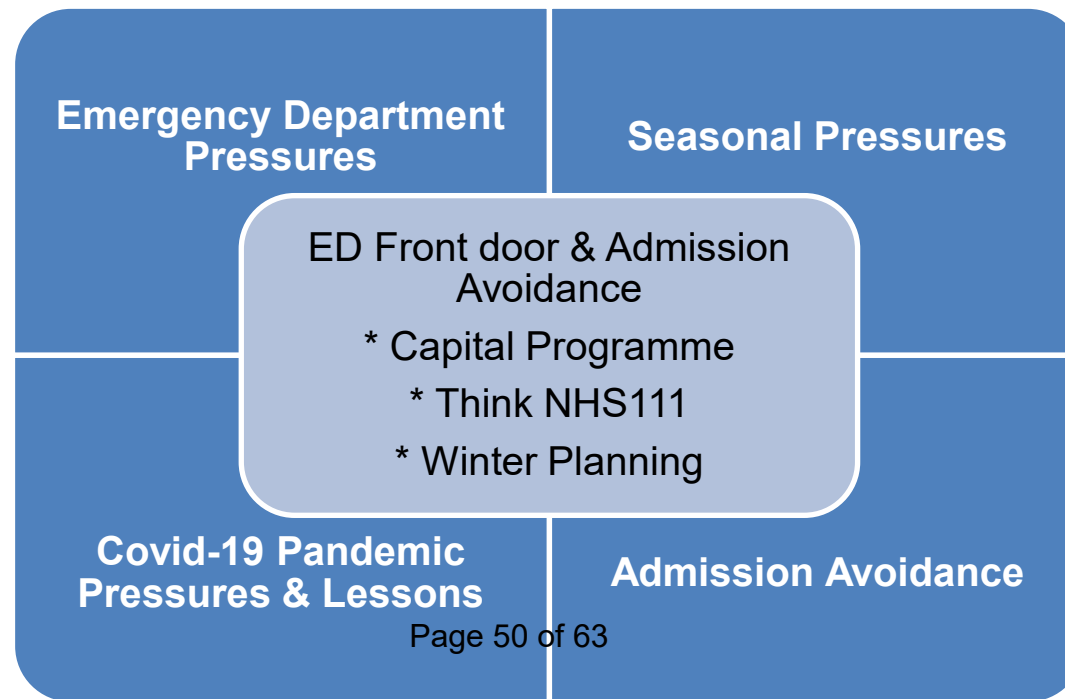 Emergency Department
Pressures
Seasonal Pressures
ED Front door & Admission
Avoidance
* Capital Programme
* Think NHS111
* Winter Planning
Covid-19 Pandemic
Pressures & Lessons
Admission Avoidance
Page 50 of 63